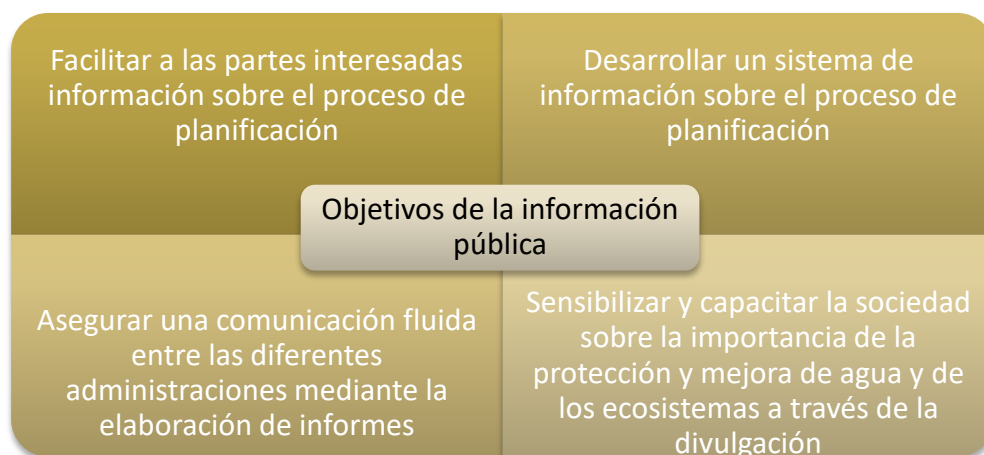 Facilitar a las partes interesadas
información sobre el proceso de
planificación
Desarrollar un sistema de
información sobre el proceso de
planificación
Objetivos de la información
pública
Asegurar una comunicación fluida
entre las diferentes
administraciones mediante la
elaboración de informes
Sensibilizar y capacitar la sociedad
sobre la importancia de la
protección y mejora de agua y de
los ecosistemas a través de la
divulgación